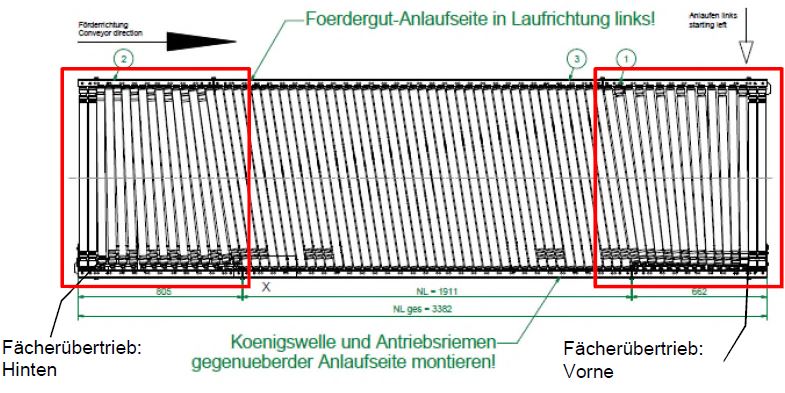 Förderrichtung
Conveyor direction
Foerdergut-Anlaufseite in Laufrichtung links!
Anlaufen links
starting left
2
3
1
X
805
NL = 1911
662
NL ges = 3382
Koenigswelle und Antriebsriemen
gegenueberder Anlaufseite montieren!
Fächerübertrieb:
Hinten
Fächerübertrieb:
Vorne